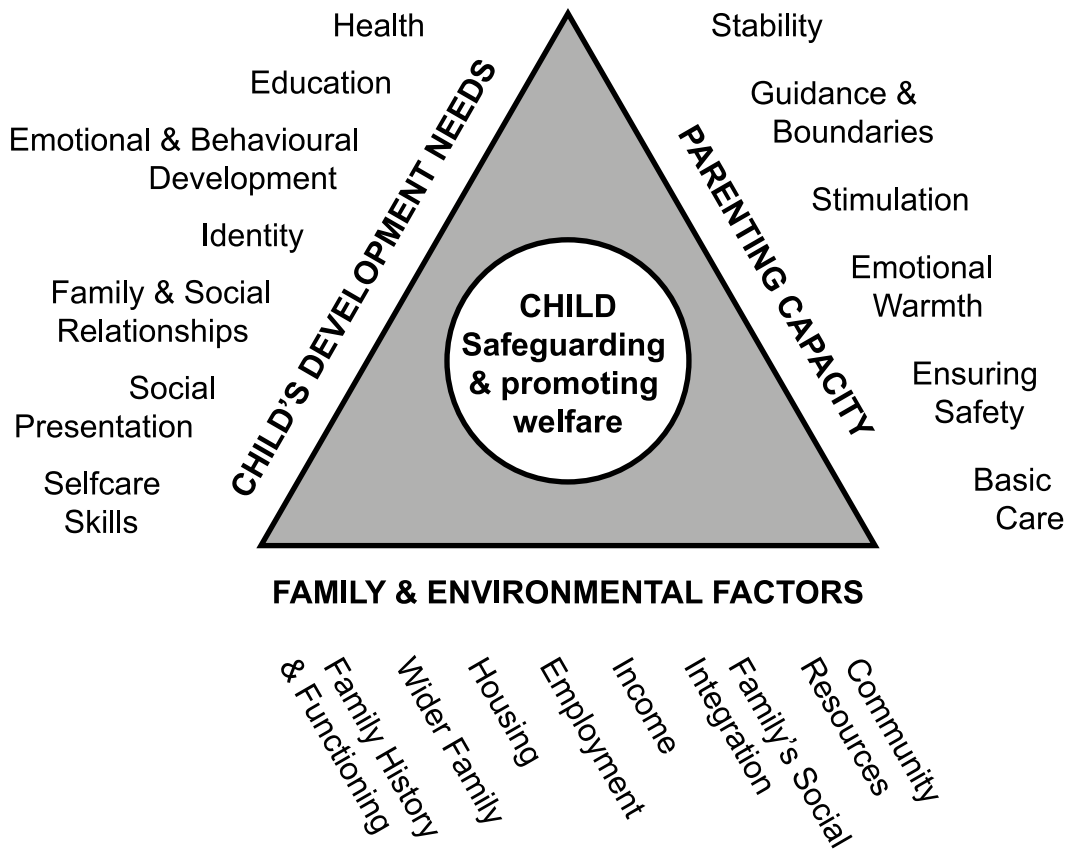 Health
Education
Emotional & Behavioural
Development
Identity
Family & Social
Relationships
Social
Presentation
Selfcare
Skills
CHILD'S DEVELOPMENT NEEDS
CHILD
Safeguarding
& promoting
welfare
PARENTING CAPACITY
Stability
Guidance &
Boundaries
Stimulation
Emotional
Warmth
Ensuring
Safety
Basic
Care
FAMILY & ENVIRONMENTAL FACTORS
Family History
& Functioning
Wider Family
Housing
Employment
Income
Family's Social
Integration
Community
Resources